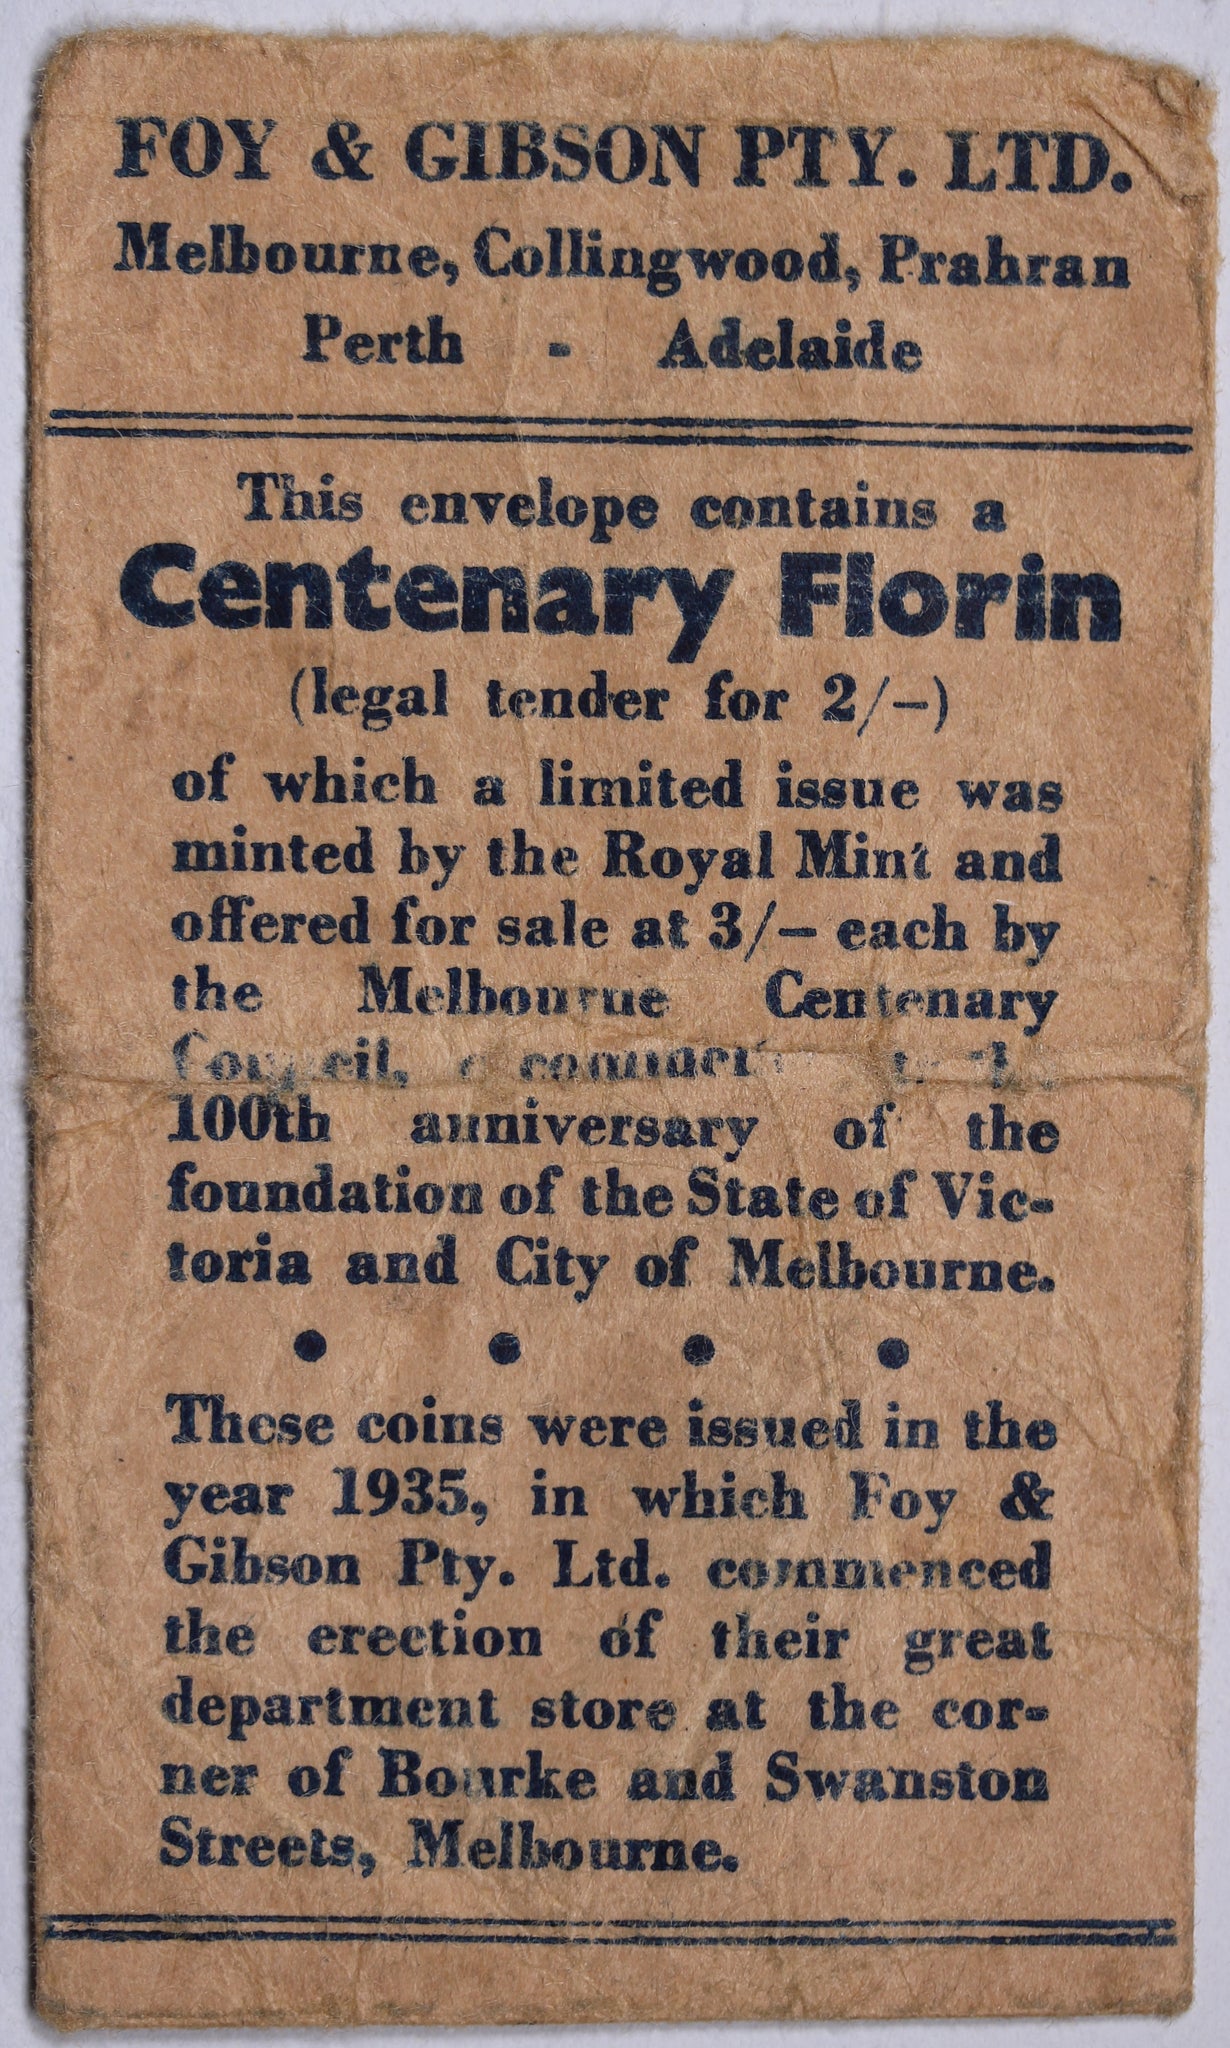 FOY & GIBSON PTY. LTD.
Melbourne, Collingwood, Prahran
Perth - Adelaide
This envelope contains a
Centenary Florin
(legal tender for 2/-)
of which a limited issue was
minted by the Royal Mint and
offered for sale at 3/- each by
the Melbourne Centenary
Council,
100th anniversary of the
foundation of the State of Vic-
toria and City of Melbourne.
These coins were issued in the
year 1935, in which Foy &
Gibson Pty. Ltd. commenced
the erection of their great
department store at the cor-
ner of Bourke and Swanston
Streets, Melbourne.